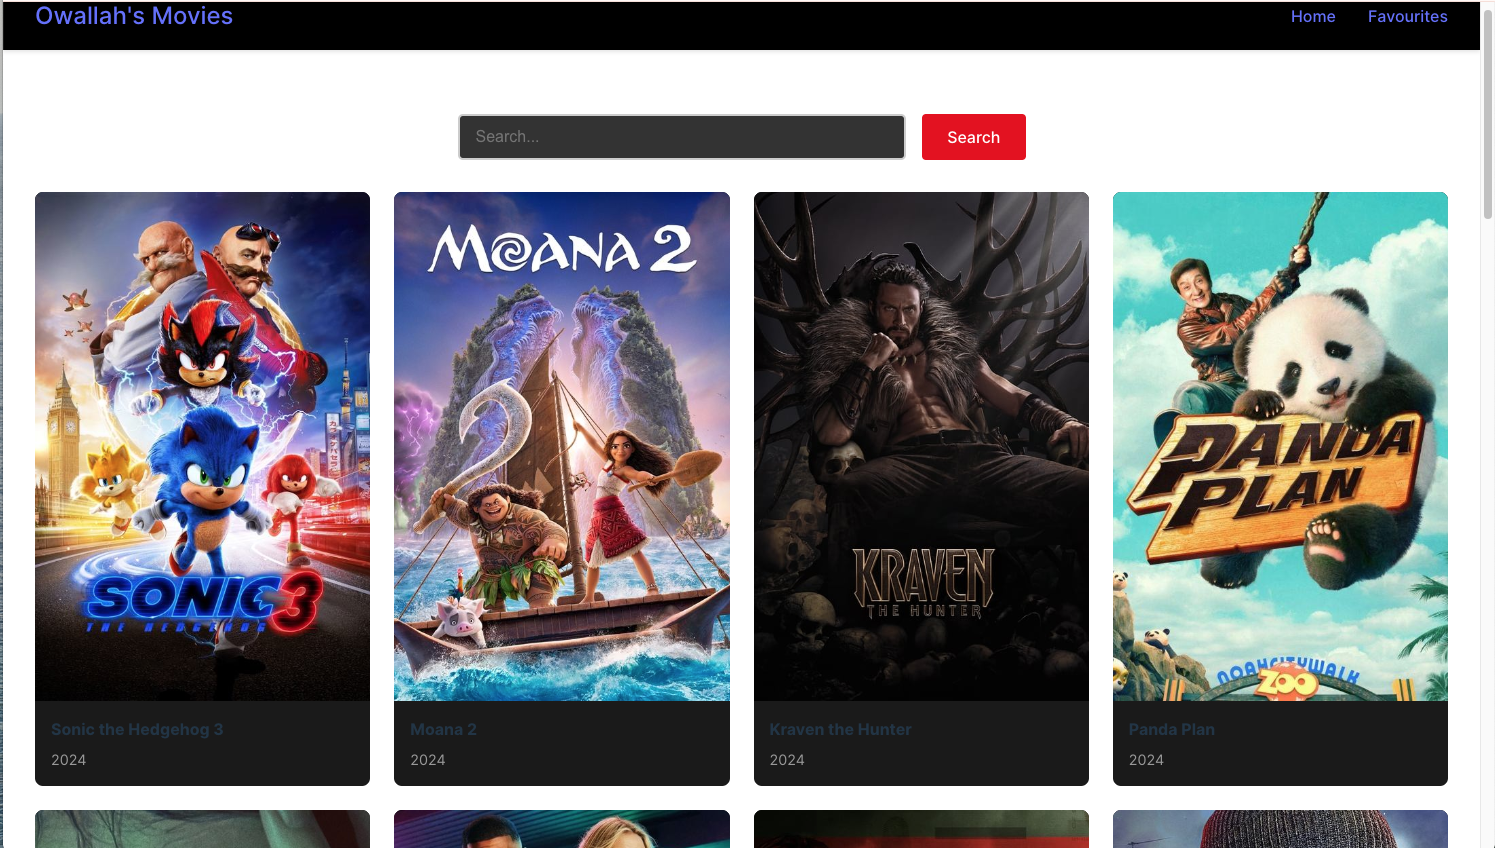 Owallah's Movies
Home Favourites
Search...
Search
MOANA 2
PANDA PLAN
KRAVEN
THE HUNTER
SONIC 3
THE HEDGEHOG
NOAHCITYWALK
ZOO
Sonic the Hedgehog 3
Moana 2
Kraven the Hunter
Panda Plan
2024
2024
2024
2024